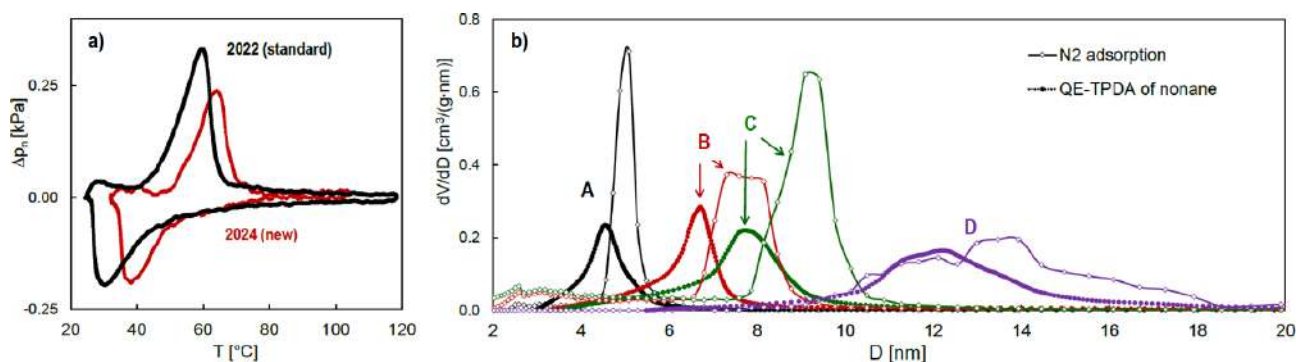 a)
2022 (standard)
2024 (new)
Δpₙ [kPa]
0.25
0.00
-0.25
20 40 60 80 100 120
T [°C]
b)
N2 adsorption
QE-TPDA of nonane
A
B
C
D
dV/dD [cm³/(g·nm)]
0.8
0.6
0.4
0.2
0.0
2 4 6 8 10 12 14 16 18 20
D [nm]